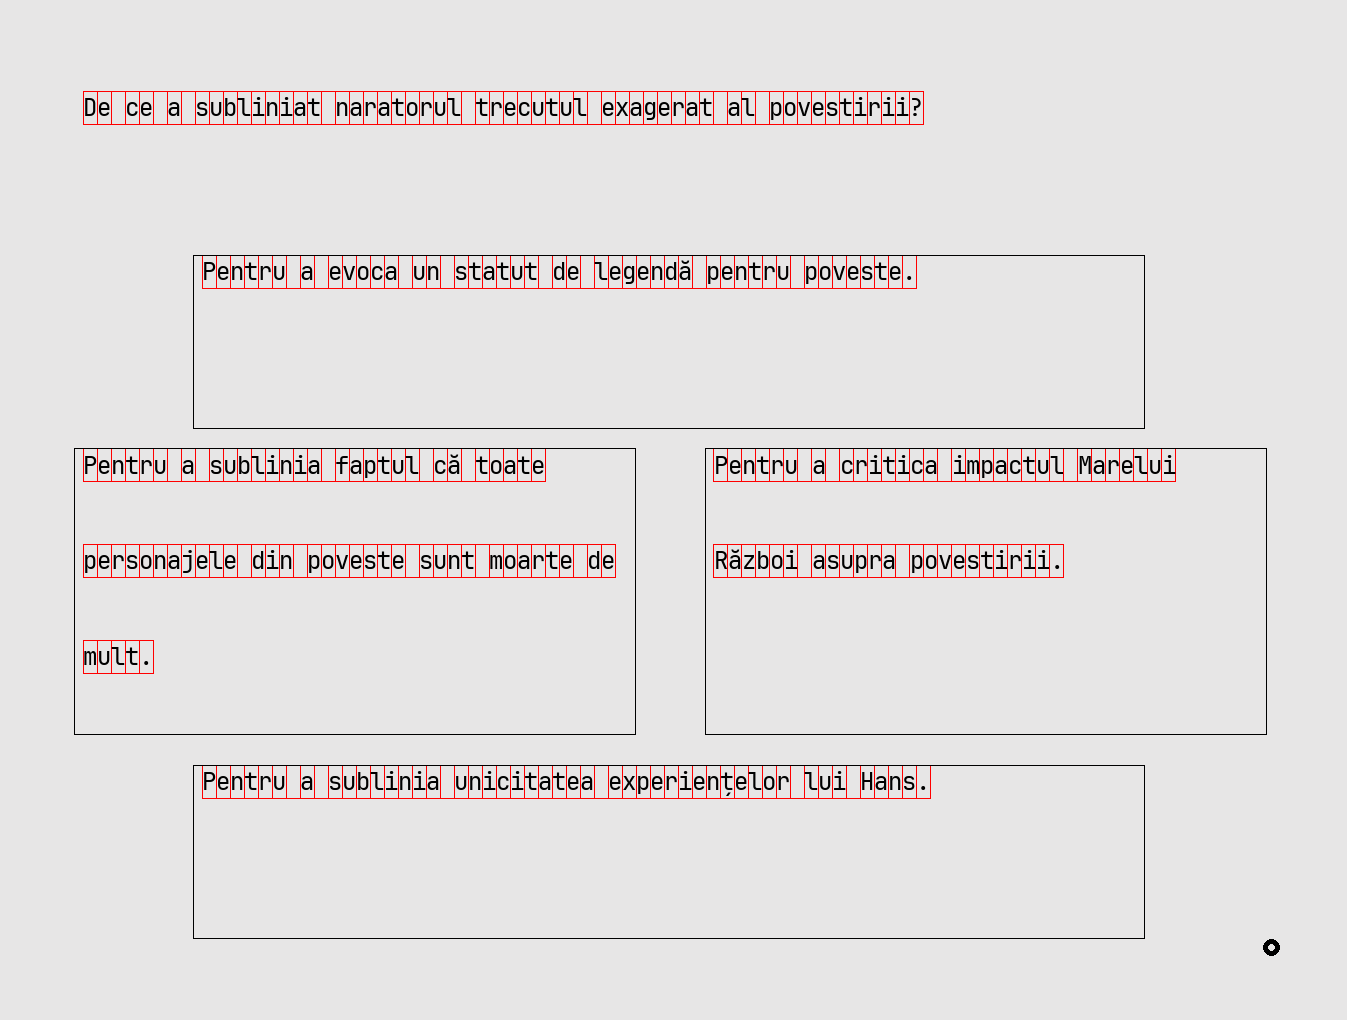 De ce a subliniat naratorul trecutul exagerat al povestirii?
Pentru a evoca un statut de legendă pentru poveste.
Pentru a sublinia faptul că toate
personajele din poveste sunt moarte de
mult.
Pentru a critica impactul Marelui
Război asupra povestirii.
Pentru a sublinia unicitatea experiențelor lui Hans.